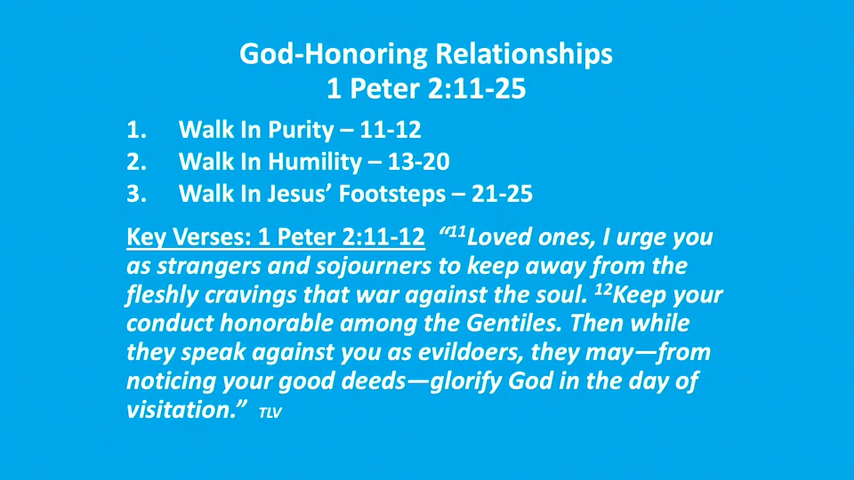 God-Honoring Relationships
1 Peter 2:11-25
1. Walk In Purity – 11-12
2. Walk In Humility – 13-20
3. Walk In Jesus’ Footsteps – 21-25
Key Verses: 1 Peter 2:11-12 “¹¹Loved ones, I urge you
as strangers and sojourners to keep away from the
fleshly cravings that war against the soul. ¹²Keep your
conduct honorable among the Gentiles. Then while
they speak against you as evildoers, they may—from
noticing your good deeds—glorify God in the day of
visitation.” TLV